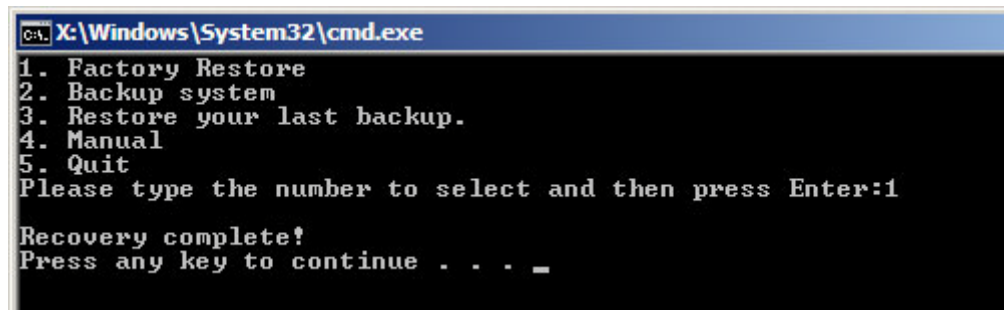 X:\Windows\System32\cmd.exe
1. Factory Restore
2. Backup system
3. Restore your last backup.
4. Manual
5. Quit
Please type the number to select and then press Enter:1
Recovery complete!
Press any key to continue . . . _